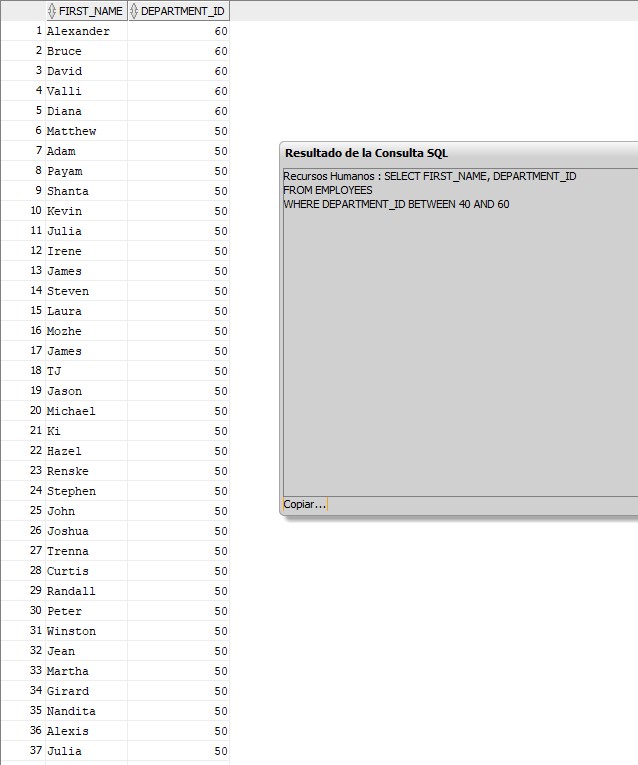 FIRST_NAME DEPARTMENT_ID
1 Alexander 60
2 Bruce 60
3 David 60
4 Valli 60
5 Diana 60
6 Matthew 50
7 Adam 50
8 Payam 50
9 Shanta 50
10 Kevin 50
11 Julia 50
12 Irene 50
13 James 50
14 Steven 50
15 Laura 50
16 Mozhe 50
17 James 50
18 TJ 50
19 Jason 50
20 Michael 50
21 Ki 50
22 Hazel 50
23 Renske 50
24 Stephen 50
25 John 50
26 Joshua 50
27 Trenna 50
28 Curtis 50
29 Randall 50
30 Peter 50
31 Winston 50
32 Jean 50
33 Martha 50
34 Girard 50
35 Nandita 50
36 Alexis 50
37 Julia 50
Resultado de la Consulta SQL
Recursos Humanos : SELECT FIRST_NAME, DEPARTMENT_ID
FROM EMPLOYEES
WHERE DEPARTMENT_ID BETWEEN 40 AND 60
Copiar...